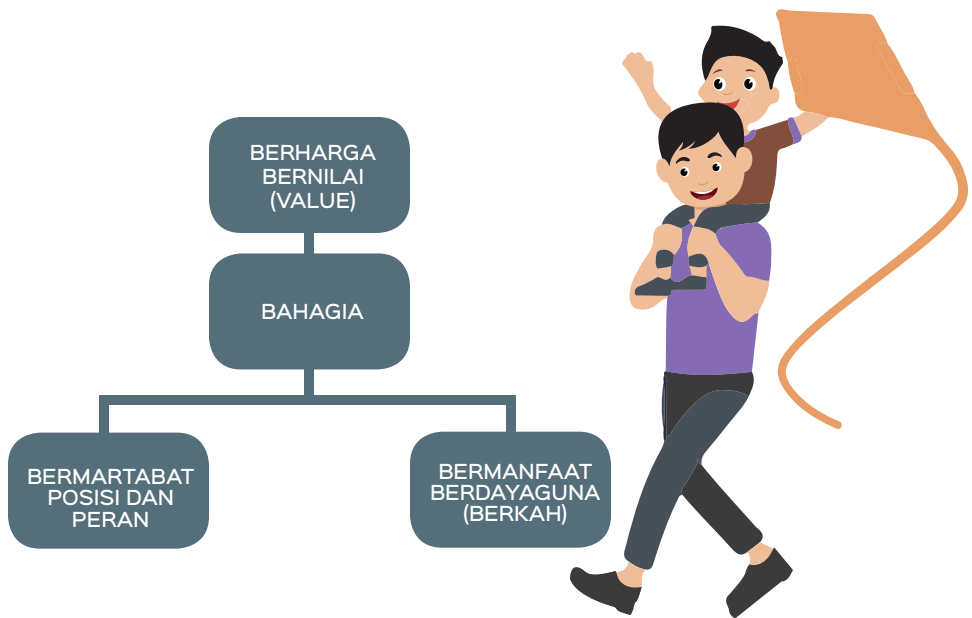 BERHARGA
BERNILAI
(VALUE)
BAHAGIA
BERMARTABAT
POSISI DAN
PERAN
BERMANFAAT
BERDAYAGUNA
(BERKAH)